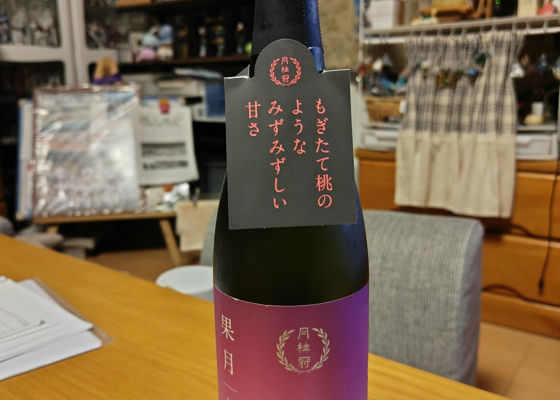 月桂冠
もぎたて桃の
ような
みずみずしい
甘さ
月桂冠
果月